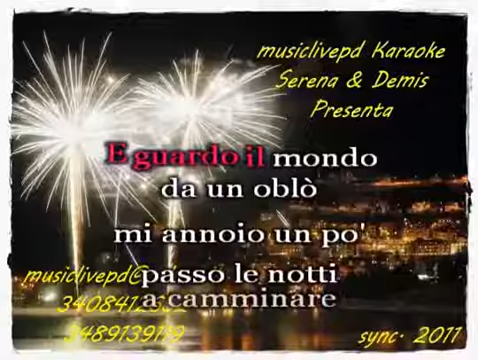 musiclivepd Karaoke
Serena & Demis
Presenta
E guardo il mondo
da un oblò
mi annoio un po'
passo le notti
a camminare
3489139119
sync. 2011